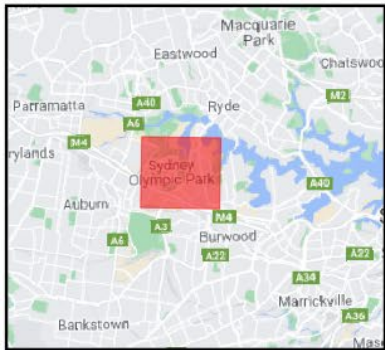 Macquarie
Park
Eastwood
Chatswo
M2
Parramatta
A40
A6
Ryde
M4
rylands
Sydney
Olympic Park
A40
Auburn
M4
A3
A6
Burwood
A22
A22
A34
Marrickville
A36
Bankstown
Mas